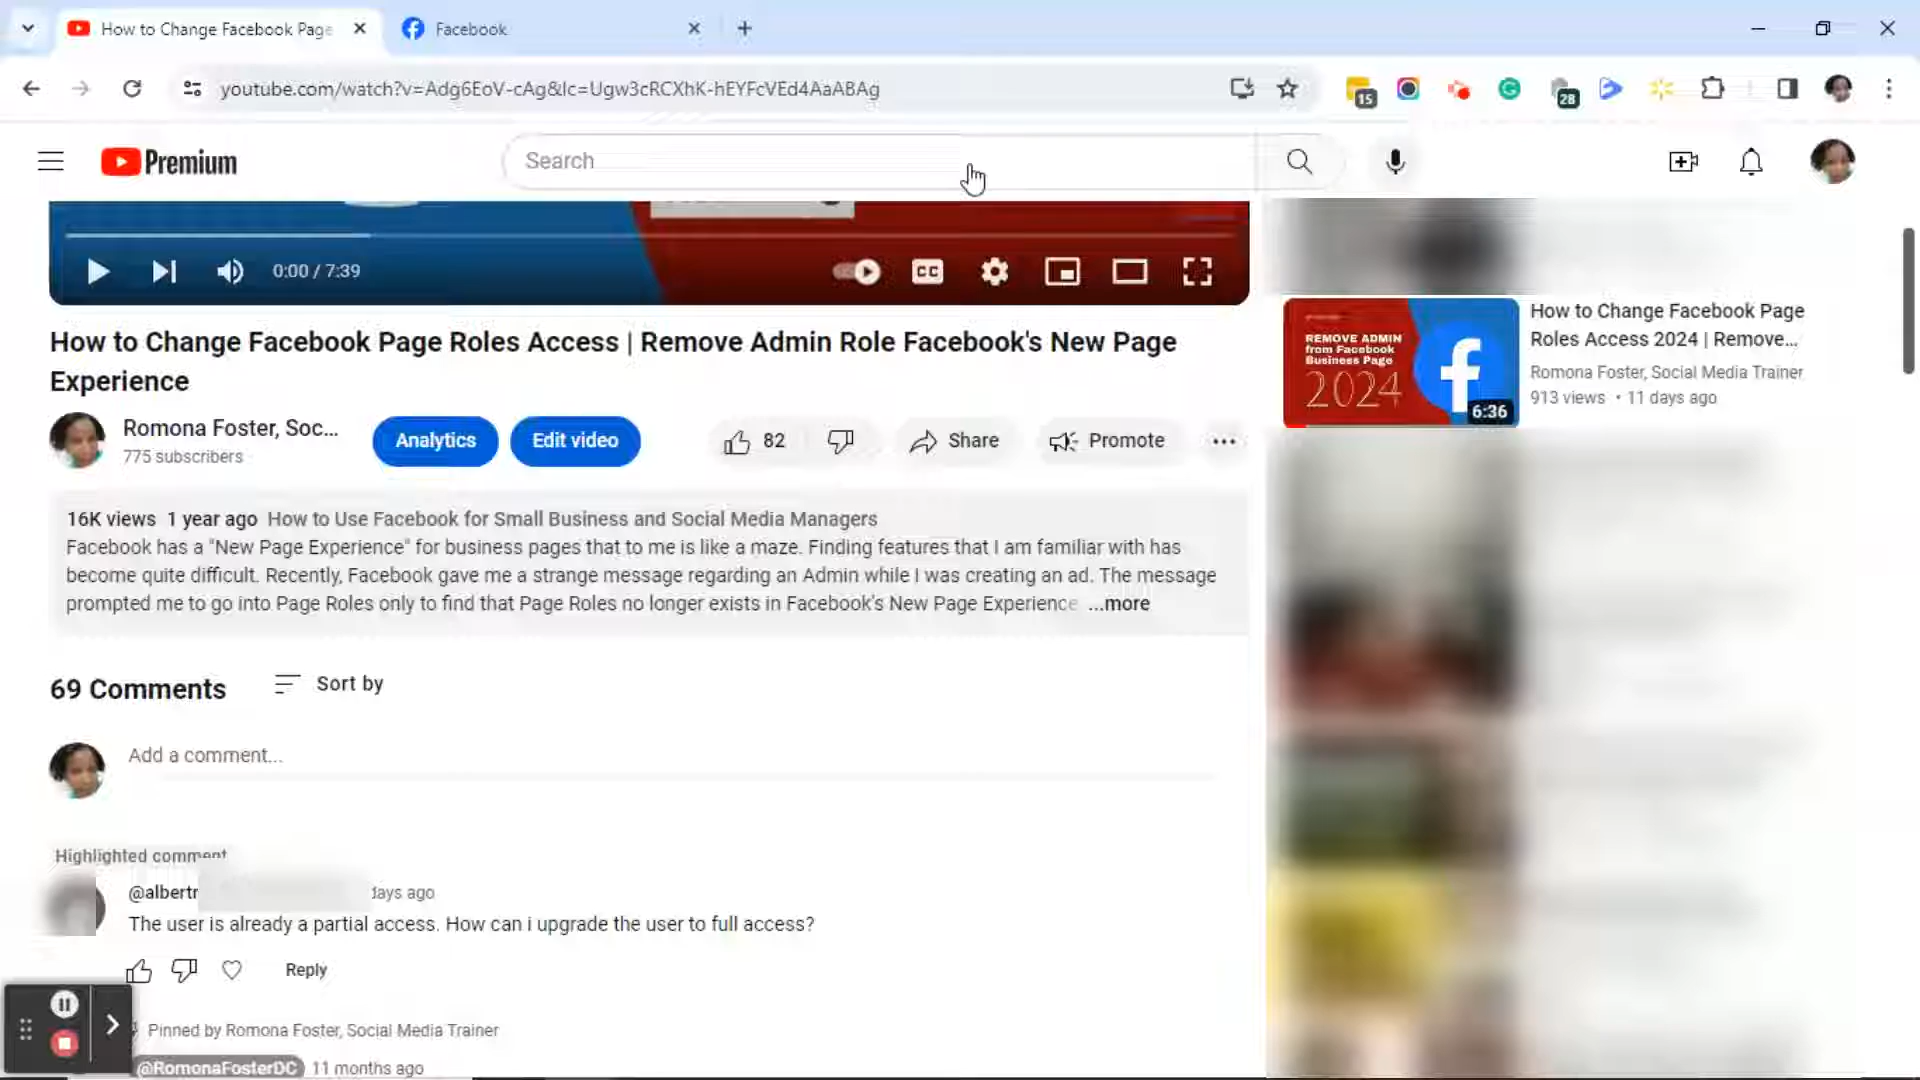 How to Change Facebook Page
Facebook
youtube.com/watch?v=Adg6EoV-cAg&lc=Ugw3cRCXhK-hEYFcVEd4AaABAg
15
28
Premium
Search
0:00 / 7:39
CC
How to Change Facebook Page Roles Access | Remove Admin Role Facebook's New Page
Experience
Romona Foster, Soc...
775 subscribers
Analytics
Edit video
82
Share
Promote
16K views 1 year ago How to Use Facebook for Small Business and Social Media Managers
Facebook has a "New Page Experience" for business pages that to me is like a maze. Finding features that I am familiar with has
become quite difficult. Recently, Facebook gave me a strange message regarding an Admin while I was creating an ad. The message
prompted me to go into Page Roles only to find that Page Roles no longer exists in Facebook's New Page Experience ...more
69 Comments
Sort by
Add a comment...
Highlighted comment
@albertr
days ago
The user is already a partial access. How can i upgrade the user to full access?
Reply
Pinned by Romona Foster, Social Media Trainer
@RomonaFosterDC 11 months ago
REMOVE ADMIN
from Facebook
Business Page
2024
6:36
How to Change Facebook Page
Roles Access 2024 | Remove...
Romona Foster, Social Media Trainer
913 views • 11 days ago